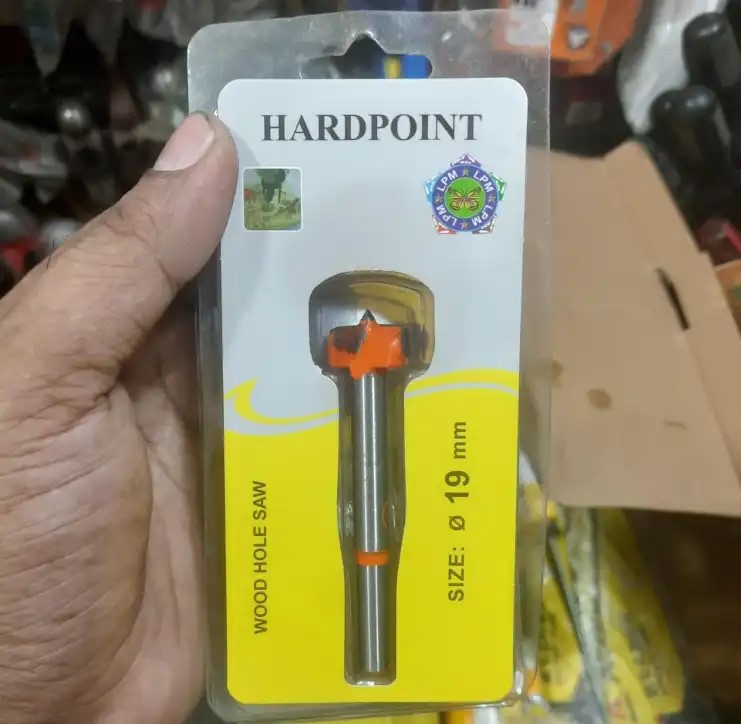 HARDPOINT
LPM LPM LPM LPM LPM
WOOD HOLE SAW
SIZE: ø 19 mm